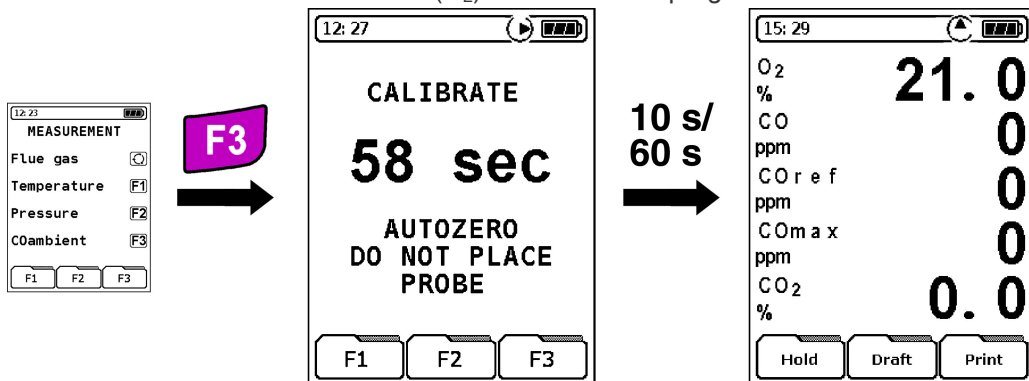 12:23
MEASUREMENT
Flue gas
Temperature F1
Pressure F2
COambient F3
F1 F2 F3
F3
12:27
CALIBRATE
58 sec
AUTOZERO
DO NOT PLACE
PROBE
F1 F2 F3
10 s/
60 s
15:29
O₂ 21.0
%
CO 0
ppm
COref 0
ppm
COmax 0
ppm
CO₂ 0.0
%
Hold Draft Print